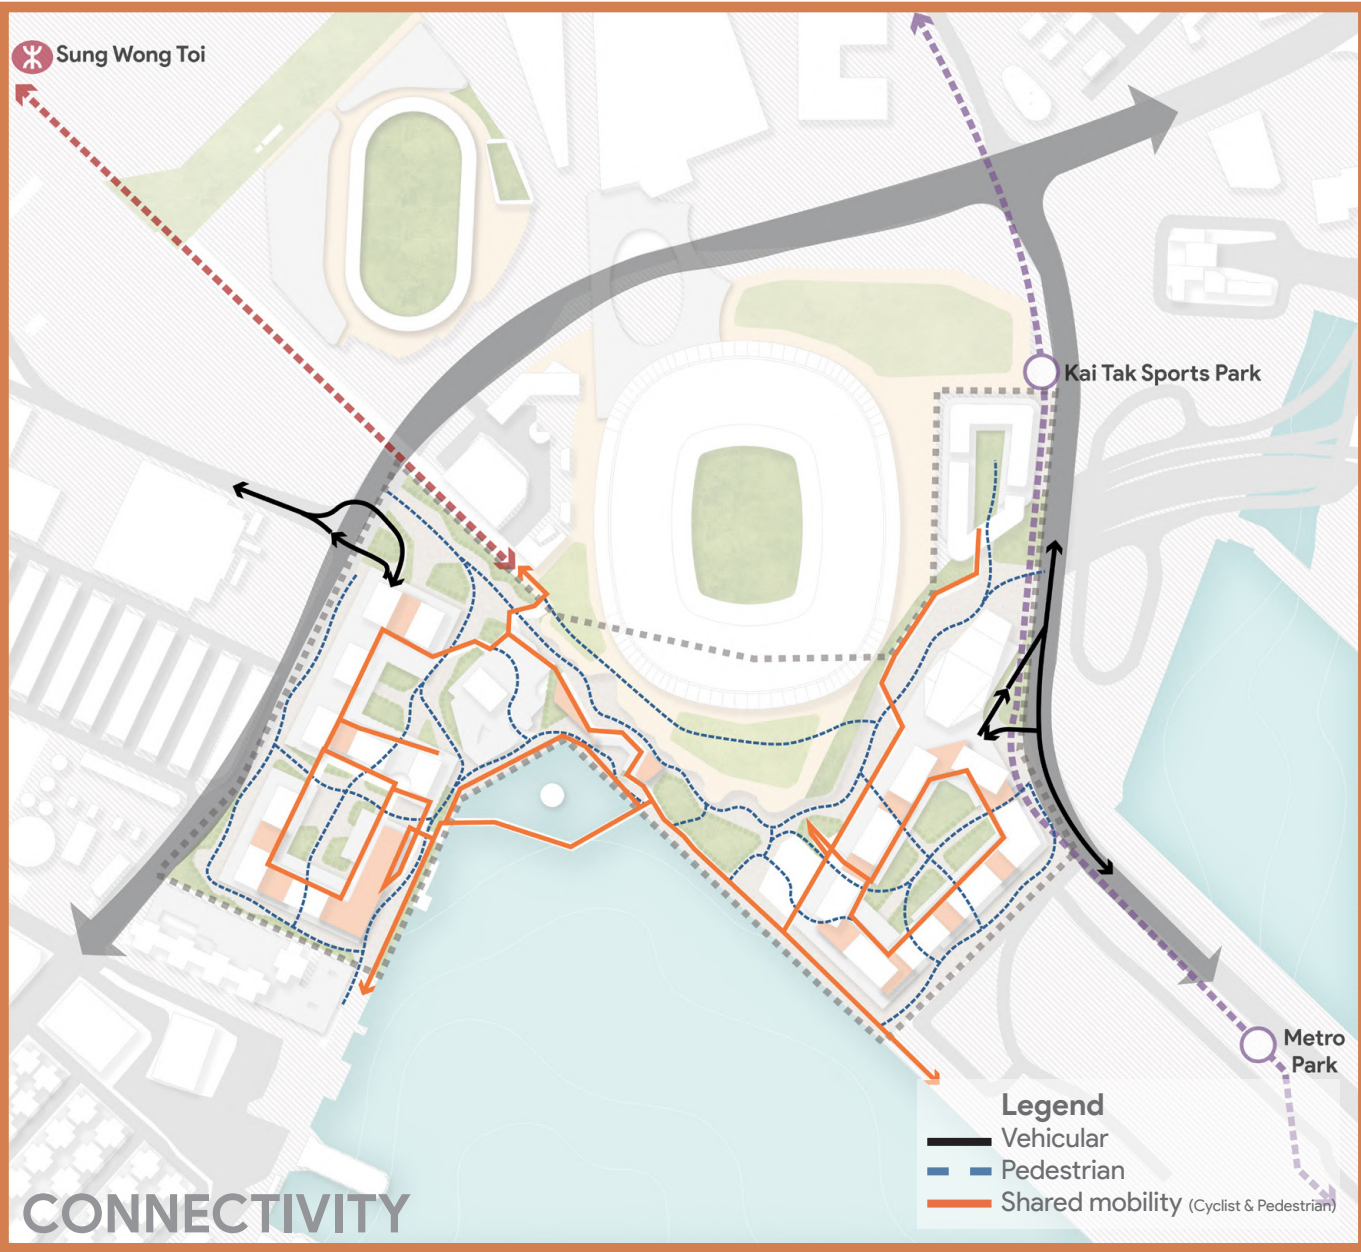 Sung Wong Toi
Kai Tak Sports Park
Metro
Park
Legend
Vehicular
Pedestrian
Shared mobility (Cyclist & Pedestrian)
CONNECTIVITY